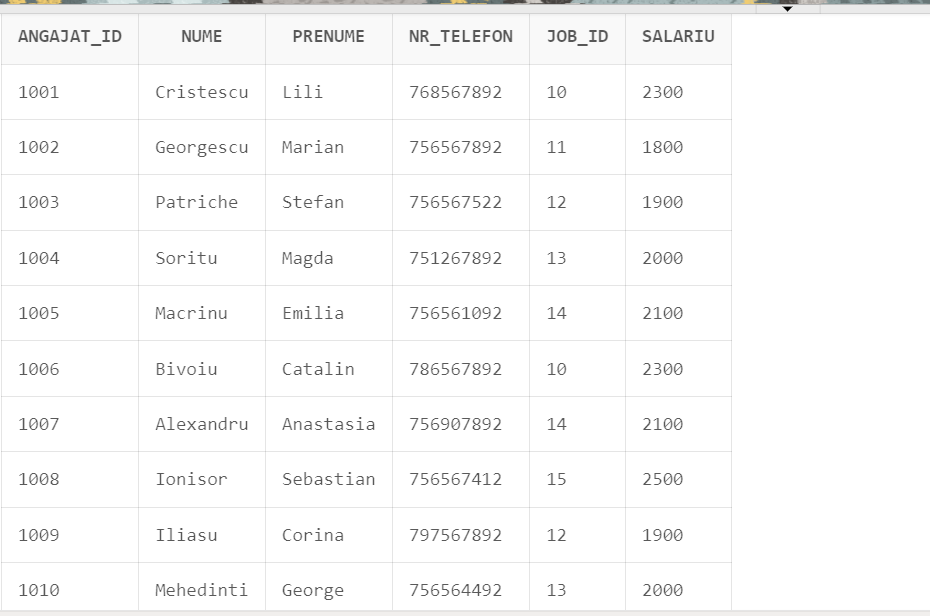 ANGAJAT_ID NUME PRENUME NR_TELEFON JOB_ID SALARIU
1001 Cristescu Lili 768567892 10 2300
1002 Georgescu Marian 756567892 11 1800
1003 Patriche Stefan 756567522 12 1900
1004 Soritu Magda 751267892 13 2000
1005 Macrinu Emilia 756561092 14 2100
1006 Bivoiu Catalin 786567892 10 2300
1007 Alexandru Anastasia 756907892 14 2100
1008 Ionisor Sebastian 756567412 15 2500
1009 Iliasu Corina 797567892 12 1900
1010 Mehedinti George 756564492 13 2000